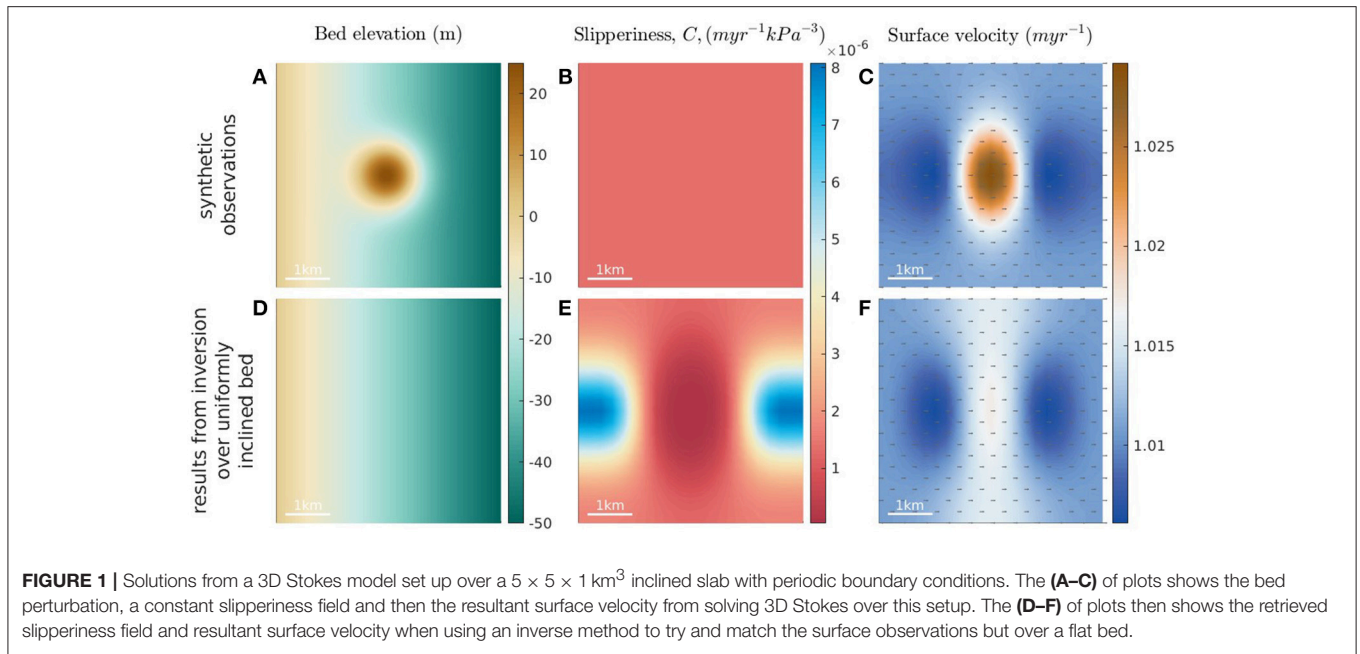 Bed elevation (m)
Slipperiness, C, (myr⁻¹kPa⁻³)
Surface velocity (myr⁻¹)
×10⁻⁶
A
B
C
synthetic
observations
1km
1km
1km
20
10
0
-10
-20
-30
-40
-50
8
7
6
5
4
3
2
1
1.025
1.02
1.015
1.01
D
E
F
results from inversion
over uniformly
inclined bed
1km
1km
1km
FIGURE 1 | Solutions from a 3D Stokes model set up over a 5 × 5 × 1 km³ inclined slab with periodic boundary conditions. The (A–C) of plots shows the bed
perturbation, a constant slipperiness field and then the resultant surface velocity from solving 3D Stokes over this setup. The (D–F) of plots then shows the retrieved
slipperiness field and resultant surface velocity when using an inverse method to try and match the surface observations but over a flat bed.